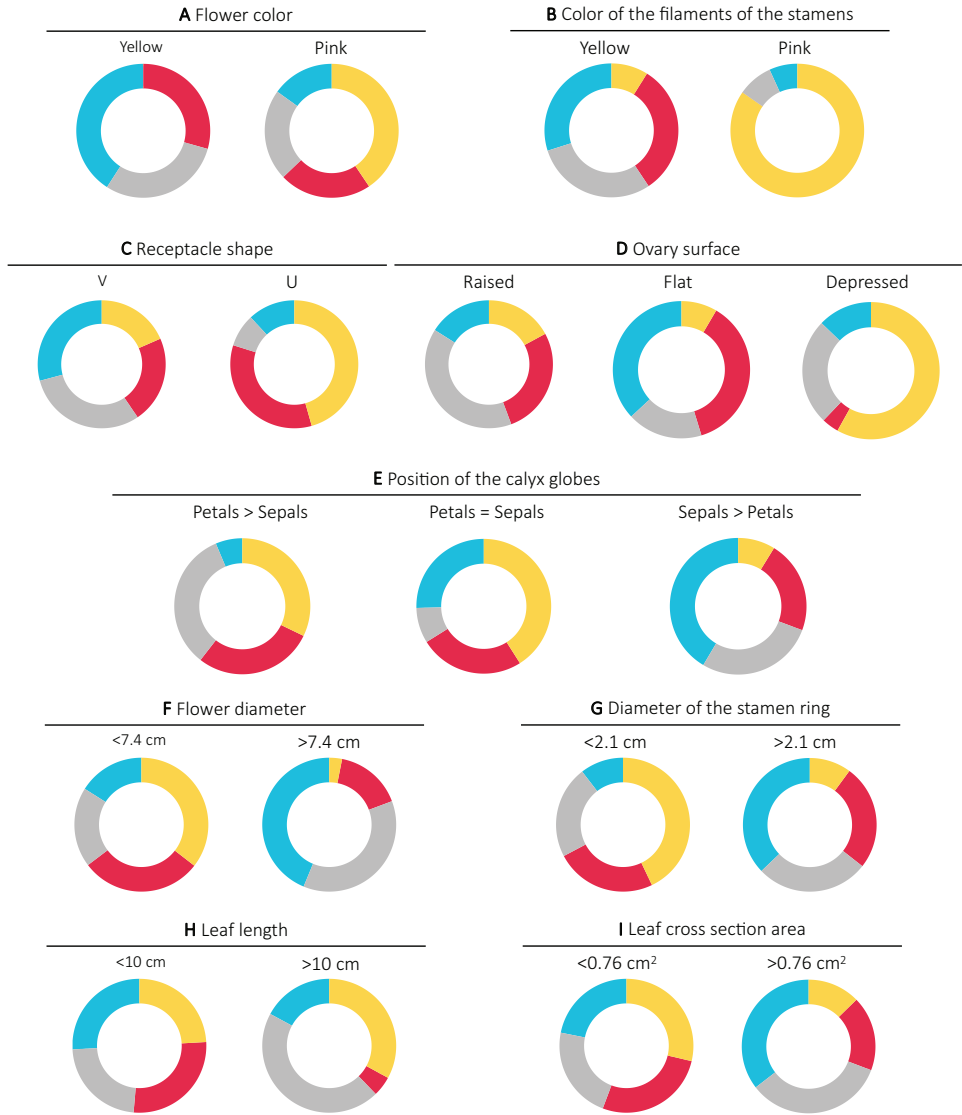 A Flower color
Yellow
Pink
B Color of the filaments of the stamens
Yellow
Pink
C Receptacle shape
V
U
D Ovary surface
Raised
Flat
Depressed
E Position of the calyx globes
Petals > Sepals
Petals = Sepals
Sepals > Petals
F Flower diameter
<7.4 cm
>7.4 cm
G Diameter of the stamen ring
<2.1 cm
>2.1 cm
H Leaf length
<10 cm
>10 cm
I Leaf cross section area
<0.76 cm²
>0.76 cm²